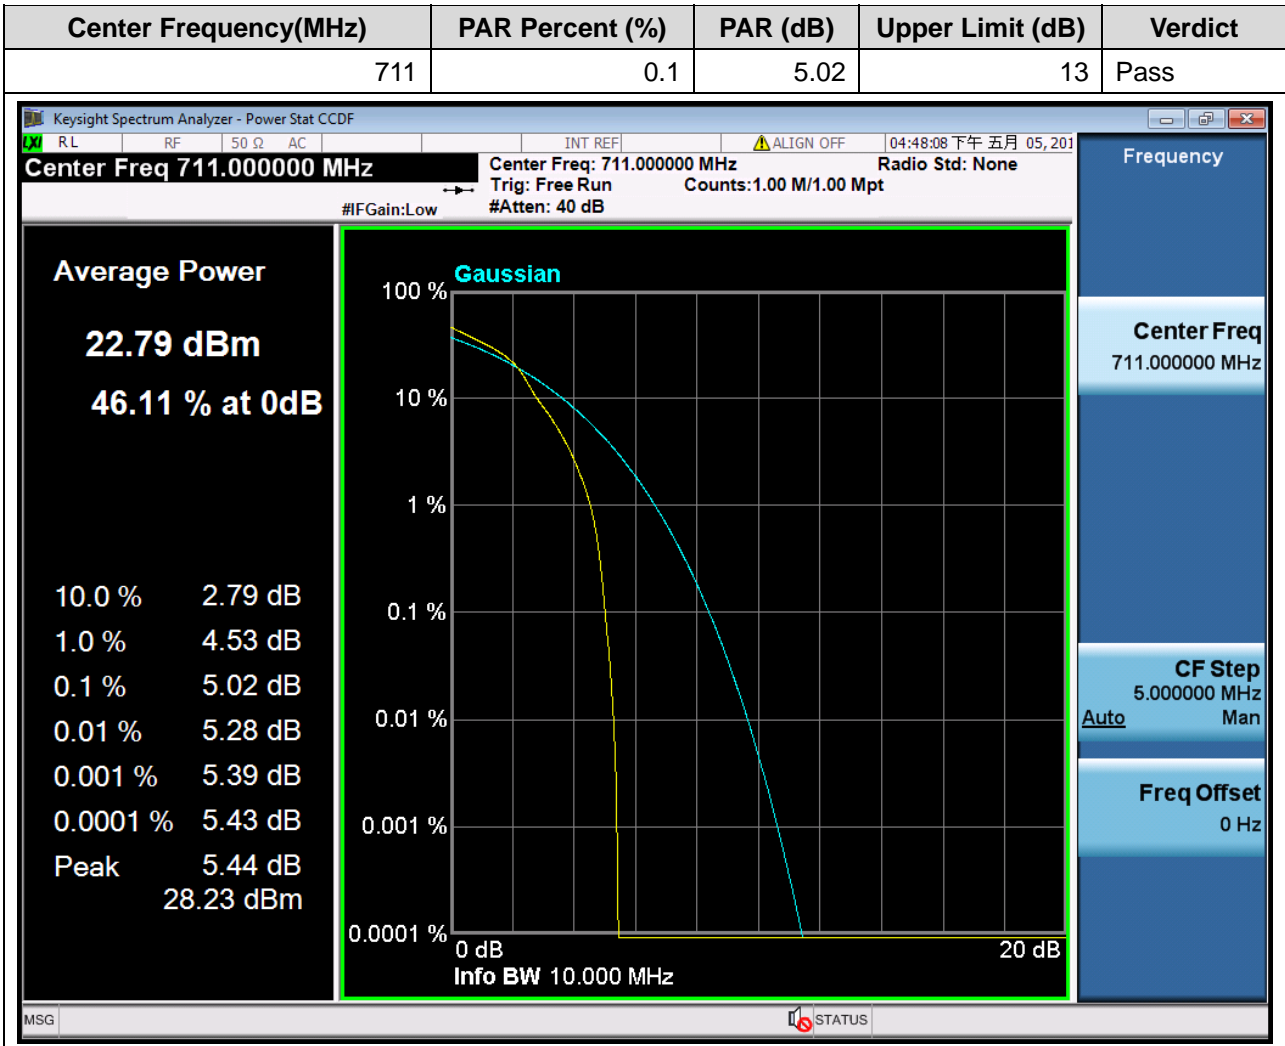 Center Frequency(MHz) PAR Percent (%) PAR (dB) Upper Limit (dB) Verdict
711 0.1 5.02 13 Pass
Keysight Spectrum Analyzer - Power Stat CCDF
LXI RL RF 50 Ω AC INT REF ALIGN OFF 04:48:08 下午 五月 05, 201
Center Freq 711.000000 MHz
Center Freq: 711.000000 MHz Radio Std: None
Trig: Free Run Counts:1.00 M/1.00 Mpt
#IFGain:Low #Atten: 40 dB
Frequency
Average Power
22.79 dBm
46.11 % at 0dB
10.0 % 2.79 dB
1.0 % 4.53 dB
0.1 % 5.02 dB
0.01 % 5.28 dB
0.001 % 5.39 dB
0.0001 % 5.43 dB
Peak 5.44 dB
28.23 dBm
Gaussian
100 %
10 %
1 %
0.1 %
0.01 %
0.001 %
0.0001 %
0 dB 20 dB
Info BW 10.000 MHz
Center Freq
711.000000 MHz
CF Step
5.000000 MHz
Auto Man
Freq Offset
0 Hz
MSG STATUS